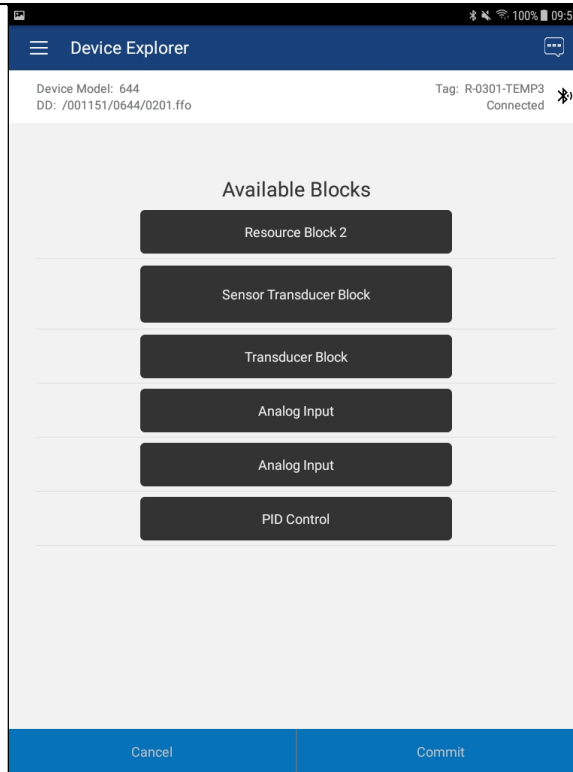 100% 09:5
Device Explorer
Device Model: 644
Tag: R-0301-TEMP3
DD: /001151/0644/0201.ffo
Connected
Available Blocks
Resource Block 2
Sensor Transducer Block
Transducer Block
Analog Input
Analog Input
PID Control
Cancel
Commit